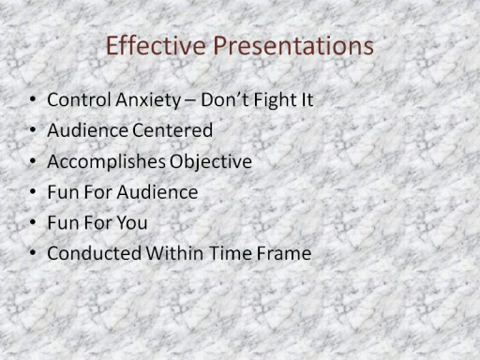 Effective Presentations
• Control Anxiety – Don’t Fight It
• Audience Centered
• Accomplishes Objective
• Fun For Audience
• Fun For You
• Conducted Within Time Frame